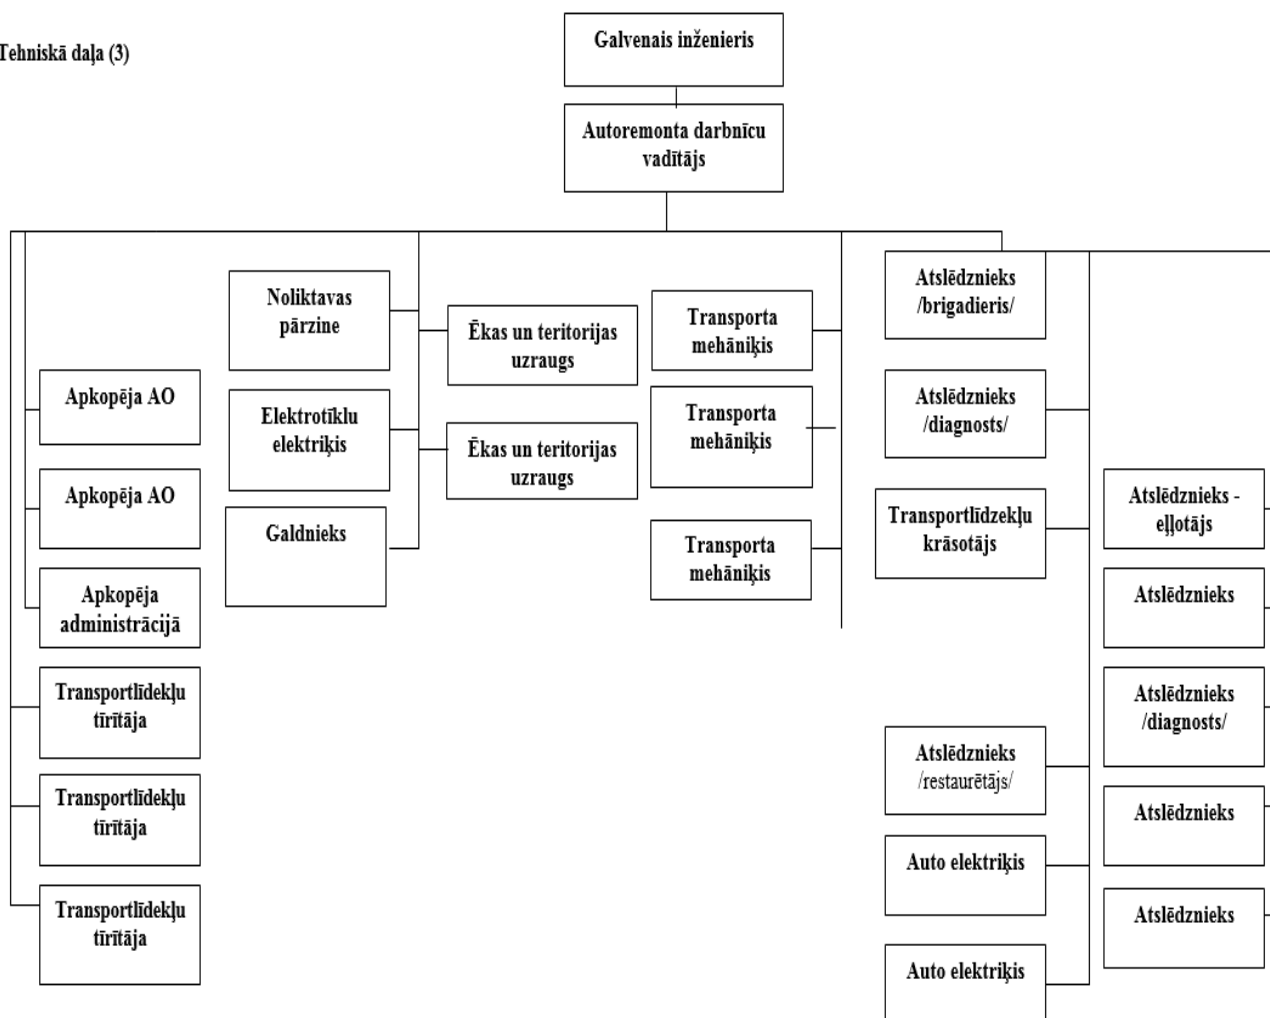 Tehniskā daļa (3)
Galvenais inženieris
Autoremonta darbnīcu
vadītājs
Apkopēja AO
Apkopēja AO
Apkopēja
administrācijā
Transportlīdekļu
tīrītāja
Transportlīdekļu
tīrītāja
Transportlīdekļu
tīrītāja
Noliktavas
pārzine
Elektrotīklu
elektriķis
Galdnieks
Ēkas un teritorijas
uzraugs
Ēkas un teritorijas
uzraugs
Transporta
mehāniķis
Transporta
mehāniķis
Transporta
mehāniķis
Atslēdznieks
/brigadieris/
Atslēdznieks
/diagnosts/
Transportlīdzekļu
krāsotājs
Atslēdznieks
/restaurētājs/
Auto elektriķis
Auto elektriķis
Atslēdznieks -
eļļotājs
Atslēdznieks
Atslēdznieks
/diagnosts/
Atslēdznieks
Atslēdznieks